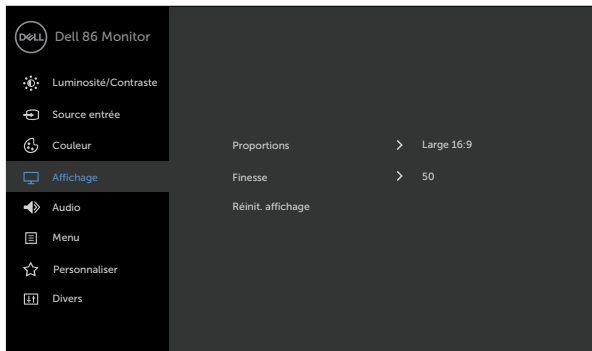 DELL Dell 86 Monitor
Luminosité/Contraste
Source entrée
Couleur
Affichage
Audio
Menu
Personnaliser
Divers
Proportions > Large 16:9
Finesse > 50
Réinit. affichage